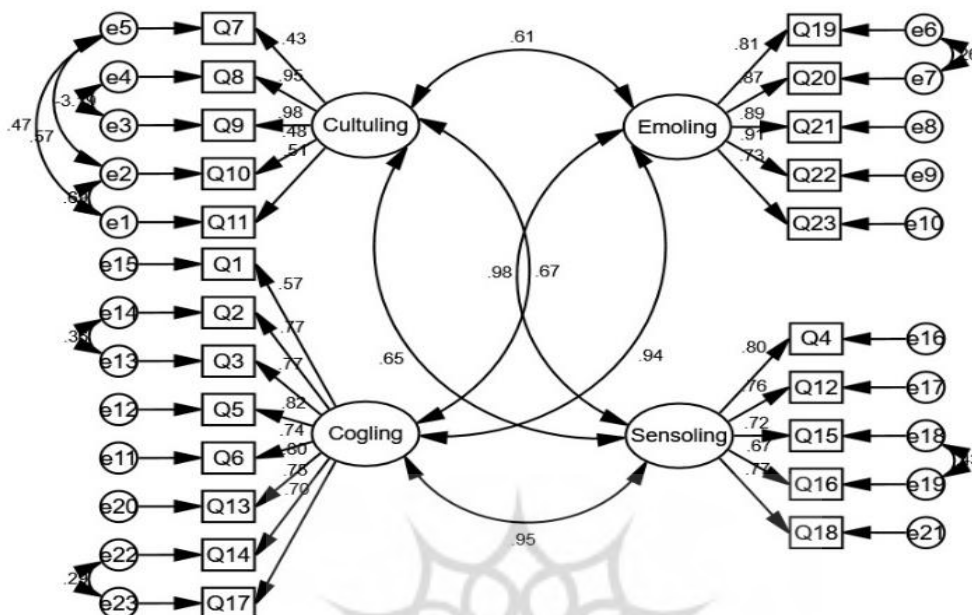 e5 Q7 .43 .61 .81 Q19 e6
e4 Q8 .95 .87 Q20 e7
e3 Q9 .98 Cultuling Emoling .89 Q21 e8
.47 .57 .48 .91
e2 Q10 .51 .73 Q22 e9
e1 Q11 Q23 e10
e15 Q1 .57 .98 .67
e14 Q2 .77 Q4 e16
e13 Q3 .77 .65 .94 .80
e12 Q5 .82 .76 Q12 e17
.74 Cogling Sensoling .72 Q15 e18
e11 Q6 .80 .67 Q16 e19
e20 Q13 .78 .77
.70 .95 Q18 e21
e22 Q14
e23 Q17